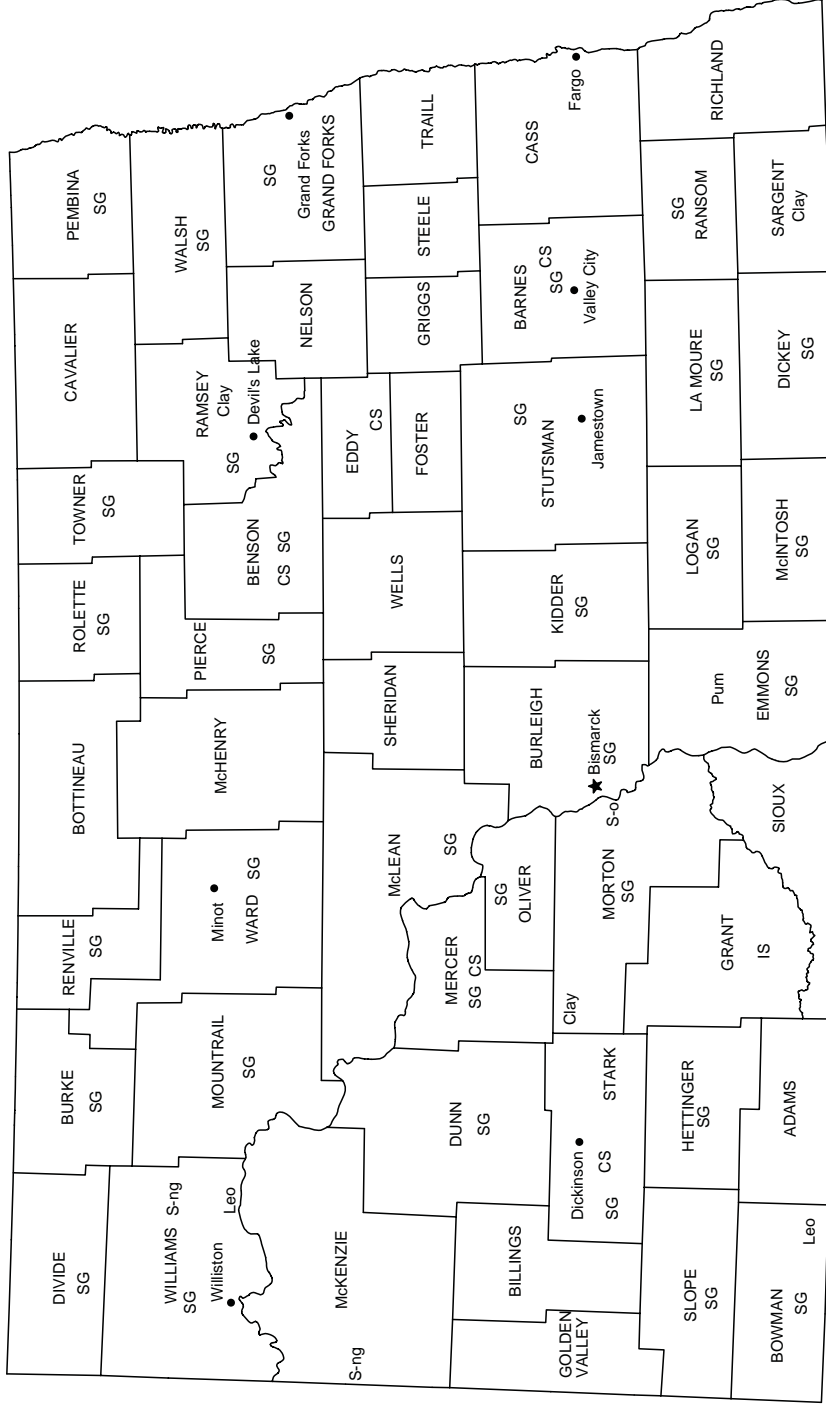 DIVIDE
SG
BURKE
SG
RENVILLE
SG
BOTTINEAU
ROLETTE
SG
TOWNER
SG
CAVALIER
PEMBINA
SG
WILLIAMS
S-ng
SG
Williston
Leo
MOUNTRAIL
SG
Minot
WARD
SG
McHENRY
PIERCE
SG
BENSON
CS SG
RAMSEY
Clay
SG
Devil's Lake
WALSH
SG
NELSON
SG
Grand Forks
GRAND FORKS
McKENZIE
S-ng
DUNN
SG
MERCER
SG CS
McLEAN
SG
SG
OLIVER
SHERIDAN
WELLS
EDDY
CS
FOSTER
GRIGGS
STEELE
TRAILL
GOLDEN
VALLEY
BILLINGS
Dickinson
SG CS
STARK
Clay
MORTON
SG
S-o
BURLEIGH
Bismarck
SG
KIDDER
SG
SG
STUTSMAN
Jamestown
BARNES
SG CS
Valley City
CASS
Fargo
SLOPE
SG
HETTINGER
SG
GRANT
IS
SIOUX
Pum
EMMONS
SG
LOGAN
SG
LA MOURE
SG
SG
RANSOM
RICHLAND
BOWMAN
SG
Leo
ADAMS
McINTOSH
SG
DICKEY
SG
SARGENT
Clay